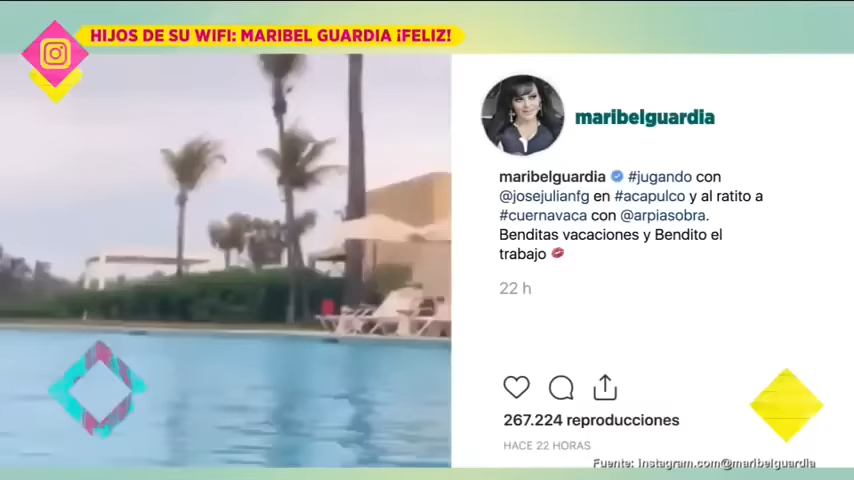 HIJOS DE SU WIFI: MARIBEL GUARDIA ¡FELIZ!
maribelguardia
maribelguardia #jugando con
@josejulianfg en #acapulco y al ratito a
#cuernavaca con @arpiasobra.
Benditas vacaciones y Bendito el
trabajo 💋
22 h
267.224 reproducciones
HACE 22 HORAS
Fuente: Instagram.com@maribelguardia